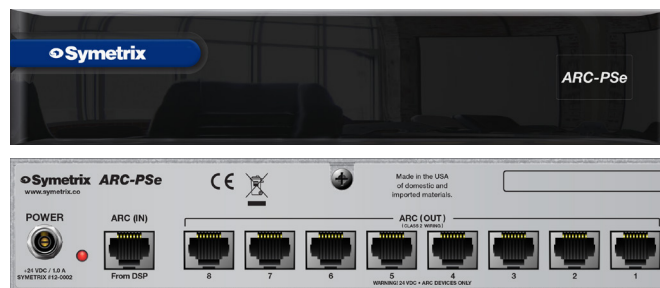 Symetrix
ARC-PSe
Symetrix ARC-PSe
www.symetrix.co
CE
Made in the USA
of domestic and
imported materials.
POWER
ARC (IN)
ARC (OUT)
(CLASS 2 WIRING)
+24 VDC / 1.0 A
SYMETRIX #12-0002
From DSP
8 7 6 5 4 3 2 1
WARNING! 24 VDC - ARC DEVICES ONLY